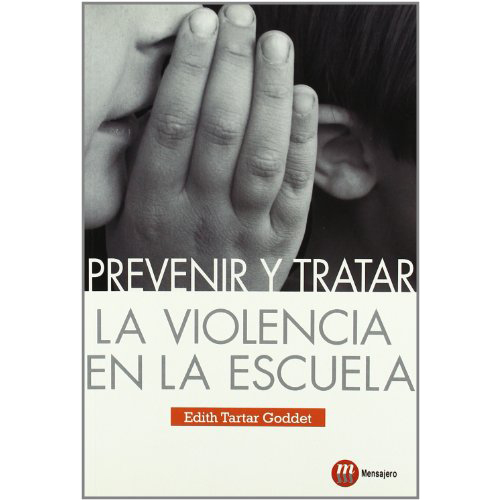 PREVENIR Y TRATAR
LA VIOLENCIA
EN LA ESCUELA
Edith Tartar Goddet
m
Mensajero